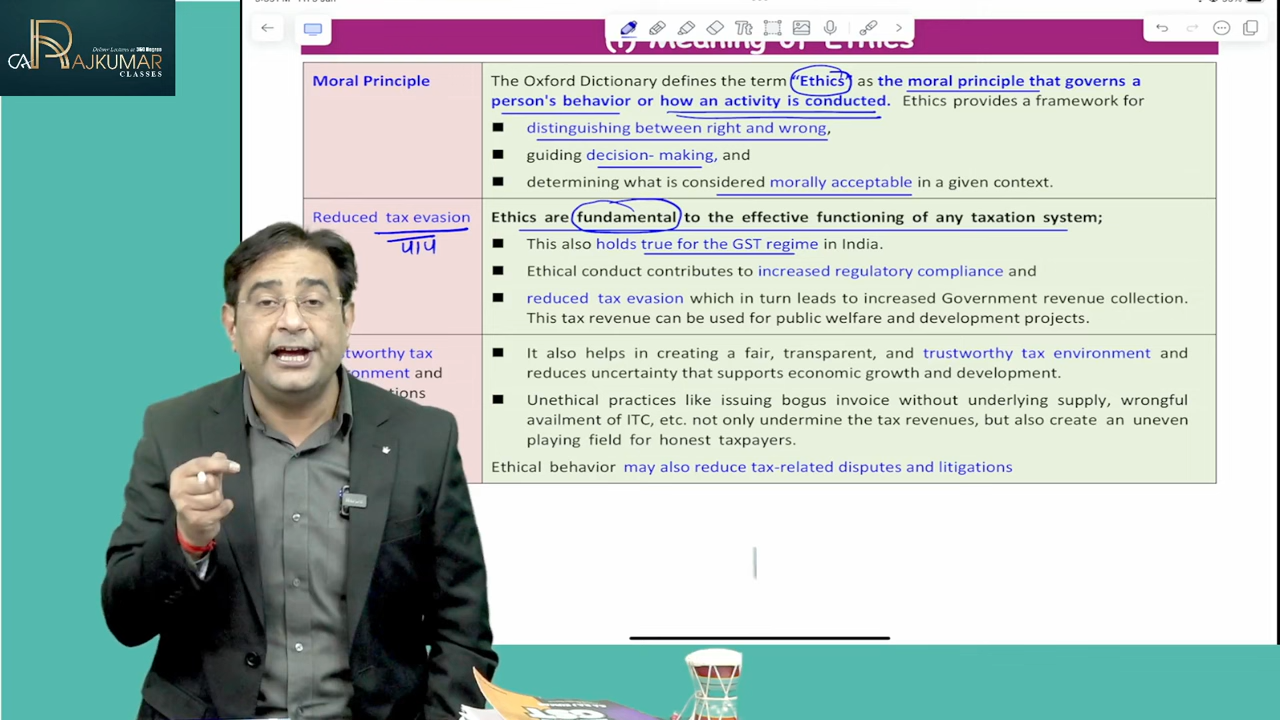 Deliver Lectures at 360 Degree
CA RAJKUMAR
CLASSES
Tt
(i) Meaning of Ethics
Moral Principle
The Oxford Dictionary defines the term "Ethics" as the moral principle that governs a
person's behavior or how an activity is conducted. Ethics provides a framework for
■ distinguishing between right and wrong,
■ guiding decision- making, and
■ determining what is considered morally acceptable in a given context.
Reduced tax evasion
पाप
Ethics are fundamental to the effective functioning of any taxation system;
■ This also holds true for the GST regime in India.
■ Ethical conduct contributes to increased regulatory compliance and
■ reduced tax evasion which in turn leads to increased Government revenue collection.
This tax revenue can be used for public welfare and development projects.
tworthy tax
onment and
tions
■ It also helps in creating a fair, transparent, and trustworthy tax environment and
reduces uncertainty that supports economic growth and development.
■ Unethical practices like issuing bogus invoice without underlying supply, wrongful
availment of ITC, etc. not only undermine the tax revenues, but also create an uneven
playing field for honest taxpayers.
Ethical behavior may also reduce tax-related disputes and litigations
GST